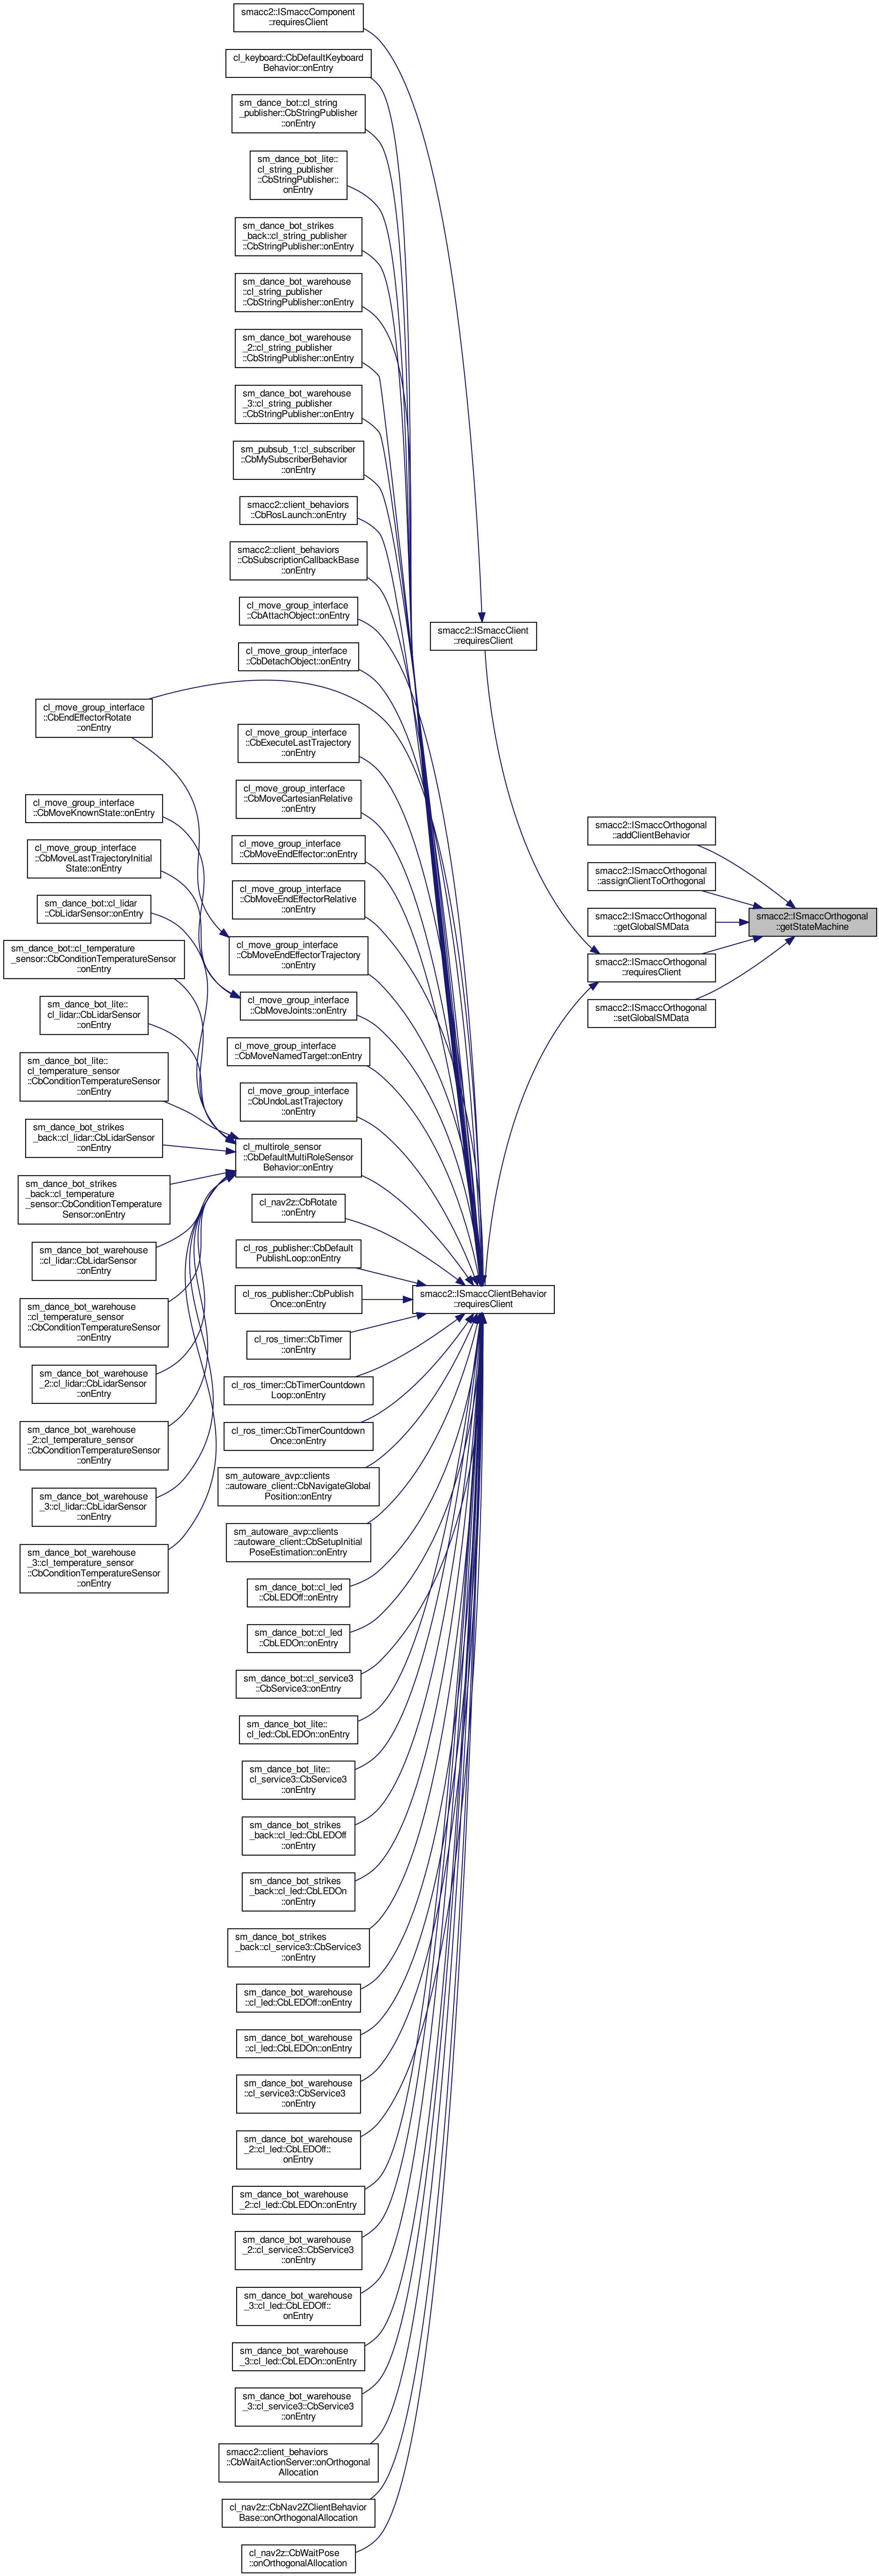 smacc2::ISmaccComponent
::requiresClient
cl_keyboard::CbDefaultKeyboard
Behavior::onEntry
sm_dance_bot::cl_string
_publisher::CbStringPublisher
::onEntry
sm_dance_bot_lite::
cl_string_publisher
::CbStringPublisher::
onEntry
sm_dance_bot_strikes
_back::cl_string_publisher
::CbStringPublisher::onEntry
sm_dance_bot_warehouse
::cl_string_publisher
::CbStringPublisher::onEntry
sm_dance_bot_warehouse
_2::cl_string_publisher
::CbStringPublisher::onEntry
sm_dance_bot_warehouse
_3::cl_string_publisher
::CbStringPublisher::onEntry
sm_pubsub_1::cl_subscriber
::CbMySubscriberBehavior
::onEntry
smacc2::client_behaviors
::CbRosLaunch::onEntry
smacc2::client_behaviors
::CbSubscriptionCallbackBase
::onEntry
cl_move_group_interface
::CbAttachObject::onEntry
cl_move_group_interface
::CbDetachObject::onEntry
cl_move_group_interface
::CbExecuteLastTrajectory
::onEntry
cl_move_group_interface
::CbMoveCartesianRelative
::onEntry
cl_move_group_interface
::CbMoveEndEffector::onEntry
cl_move_group_interface
::CbMoveEndEffectorRelative
::onEntry
cl_move_group_interface
::CbMoveEndEffectorTrajectory
::onEntry
cl_move_group_interface
::CbMoveJoints::onEntry
cl_move_group_interface
::CbMoveNamedTarget::onEntry
cl_move_group_interface
::CbUndoLastTrajectory
::onEntry
cl_multirole_sensor
::CbDefaultMultiRoleSensor
Behavior::onEntry
cl_nav2z::CbRotate
::onEntry
cl_ros_publisher::CbDefault
PublishLoop::onEntry
cl_ros_publisher::CbPublish
Once::onEntry
cl_ros_timer::CbTimer
::onEntry
cl_ros_timer::CbTimerCountdown
Loop::onEntry
cl_ros_timer::CbTimerCountdown
Once::onEntry
sm_autoware_avp::clients
::autoware_client::CbNavigateGlobal
Position::onEntry
sm_autoware_avp::clients
::autoware_client::CbSetupInitial
PoseEstimation::onEntry
sm_dance_bot::cl_led
::CbLEDOff::onEntry
sm_dance_bot::cl_led
::CbLEDOn::onEntry
sm_dance_bot::cl_service3
::CbService3::onEntry
sm_dance_bot_lite::
cl_led::CbLEDOn::onEntry
sm_dance_bot_lite::
cl_service3::CbService3
::onEntry
sm_dance_bot_strikes
_back::cl_led::CbLEDOff
::onEntry
sm_dance_bot_strikes
_back::cl_led::CbLEDOn
::onEntry
sm_dance_bot_strikes
_back::cl_service3::CbService3
::onEntry
sm_dance_bot_warehouse
::cl_led::CbLEDOff::onEntry
sm_dance_bot_warehouse
::cl_led::CbLEDOn::onEntry
sm_dance_bot_warehouse
::cl_service3::CbService3
::onEntry
sm_dance_bot_warehouse
_2::cl_led::CbLEDOff::
onEntry
sm_dance_bot_warehouse
_2::cl_led::CbLEDOn::onEntry
sm_dance_bot_warehouse
_2::cl_service3::CbService3
::onEntry
sm_dance_bot_warehouse
_3::cl_led::CbLEDOff::
onEntry
sm_dance_bot_warehouse
_3::cl_led::CbLEDOn::onEntry
sm_dance_bot_warehouse
_3::cl_service3::CbService3
::onEntry
smacc2::client_behaviors
::CbWaitActionServer::onOrthogonal
Allocation
cl_nav2z::CbNav2ZClientBehavior
Base::onOrthogonalAllocation
cl_nav2z::CbWaitPose
::onOrthogonalAllocation
cl_move_group_interface
::CbEndEffectorRotate
::onEntry
cl_move_group_interface
::CbMoveKnownState::onEntry
cl_move_group_interface
::CbMoveLastTrajectoryInitial
State::onEntry
sm_dance_bot::cl_lidar
::CbLidarSensor::onEntry
sm_dance_bot::cl_temperature
_sensor::CbConditionTemperatureSensor
::onEntry
sm_dance_bot_lite::
cl_lidar::CbLidarSensor
::onEntry
sm_dance_bot_lite::
cl_temperature_sensor
::CbConditionTemperatureSensor
::onEntry
sm_dance_bot_strikes
_back::cl_lidar::CbLidarSensor
::onEntry
sm_dance_bot_strikes
_back::cl_temperature
_sensor::CbConditionTemperature
Sensor::onEntry
sm_dance_bot_warehouse
::cl_lidar::CbLidarSensor
::onEntry
sm_dance_bot_warehouse
::cl_temperature_sensor
::CbConditionTemperatureSensor
::onEntry
sm_dance_bot_warehouse
_2::cl_lidar::CbLidarSensor
::onEntry
sm_dance_bot_warehouse
_2::cl_temperature_sensor
::CbConditionTemperatureSensor
::onEntry
sm_dance_bot_warehouse
_3::cl_lidar::CbLidarSensor
::onEntry
sm_dance_bot_warehouse
_3::cl_temperature_sensor
::CbConditionTemperatureSensor
::onEntry
smacc2::ISmaccClient
::requiresClient
smacc2::ISmaccClientBehavior
::requiresClient
smacc2::ISmaccOrthogonal
::addClientBehavior
smacc2::ISmaccOrthogonal
::assignClientToOrthogonal
smacc2::ISmaccOrthogonal
::getGlobalSMData
smacc2::ISmaccOrthogonal
::requiresClient
smacc2::ISmaccOrthogonal
::setGlobalSMData
smacc2::ISmaccOrthogonal
::getStateMachine